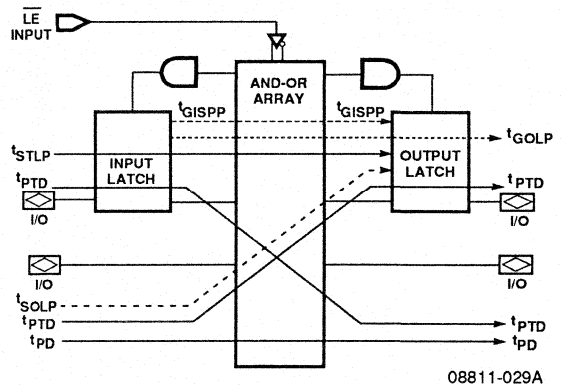 LE
INPUT
AND-OR
ARRAY
tGISPP
tGISPP
tGOLP
tSTLP
INPUT
LATCH
OUTPUT
LATCH
tPTD
tPTD
I/O
I/O
I/O
I/O
tSOLP
tPTD
tPTD
tPD
tPD
08811-029A